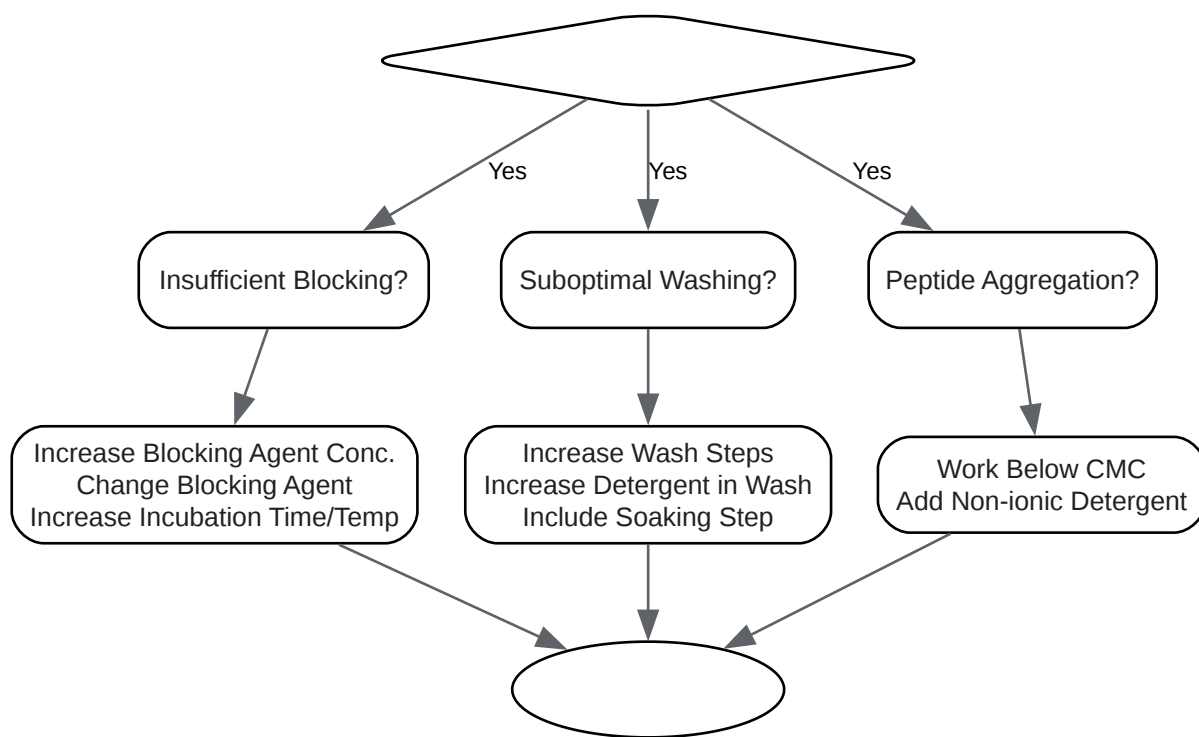 Yes
Yes
Yes
Insufficient Blocking?
Suboptimal Washing?
Peptide Aggregation?
Increase Blocking Agent Conc.
Change Blocking Agent
Increase Incubation Time/Temp
Increase Wash Steps
Increase Detergent in Wash
Include Soaking Step
Work Below CMC
Add Non-ionic Detergent